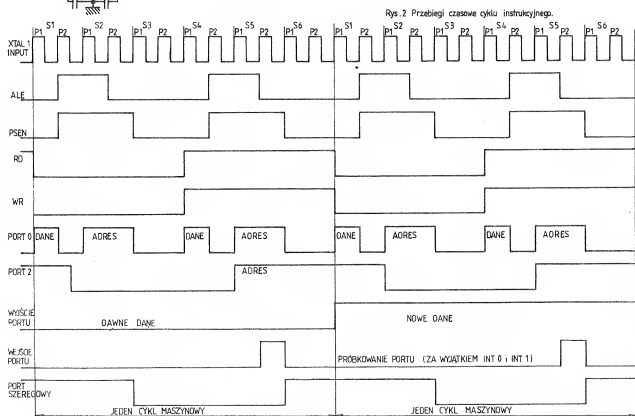 Rys.2 Przebiegi czasowe cyklu instrukcyjnego.
S1 S2 S3 S4 S5 S6 S1 S2 S3 S4 S5 S6
P1 P2 P1 P2 P1 P2 P1 P2 P1 P2 P1 P2 P1 P2 P1 P2 P1 P2 P1 P2 P1 P2 P1 P2
XTAL 1
INPUT
ALE
PSEN
RD
WR
PORT 0 DANE ADRES DANE ADRES DANE ADRES DANE ADRES
PORT 2 ADRES
WYJŚCIE
PORTU DAWNE DANE NOWE DANE
WEJŚCIE
PORTU PRÓBKOWANIE PORTU (ZA WYJĄTKIEM INT 0 i INT 1)
PORT
SZEREGOWY
JEDEN CYKL MASZYNOWY JEDEN CYKL MASZYNOWY